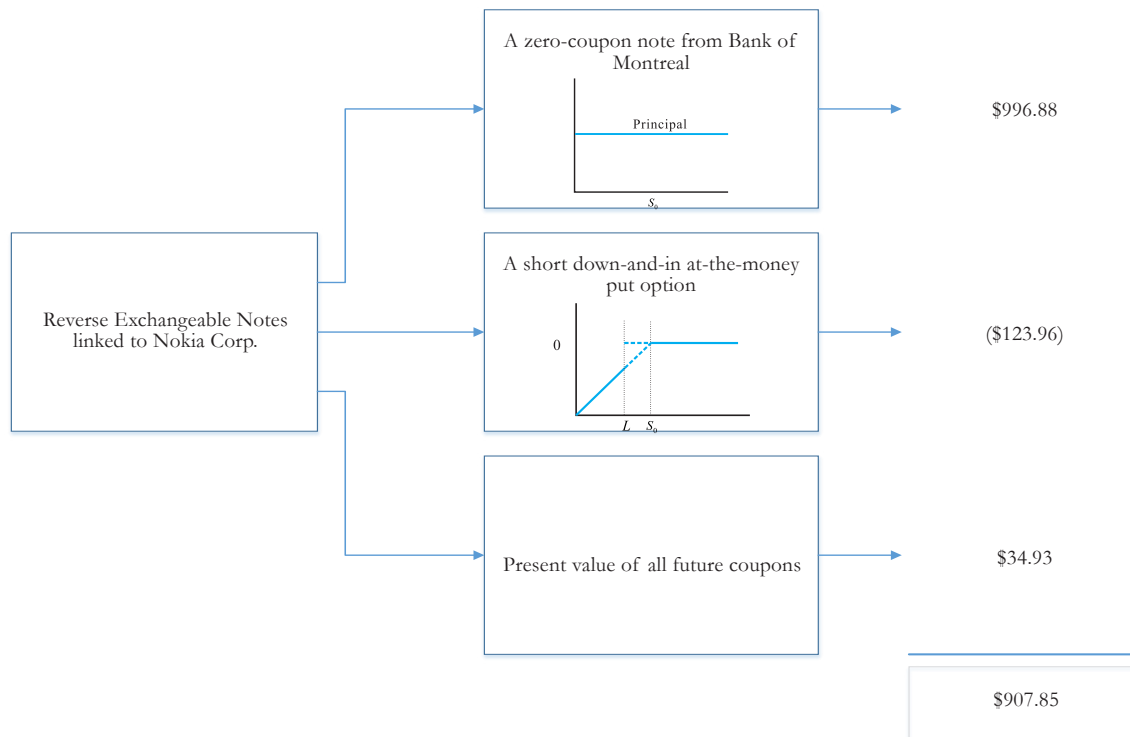 A zero-coupon note from Bank of
Montreal
Principal
S₀
$996.88
Reverse Exchangeable Notes
linked to Nokia Corp.
A short down-and-in at-the-money
put option
0
L S₀
($123.96)
Present value of all future coupons
$34.93
$907.85